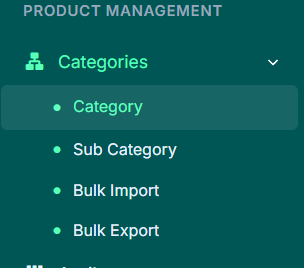 PRODUCT MANAGEMENT
Categories
Category
Sub Category
Bulk Import
Bulk Export